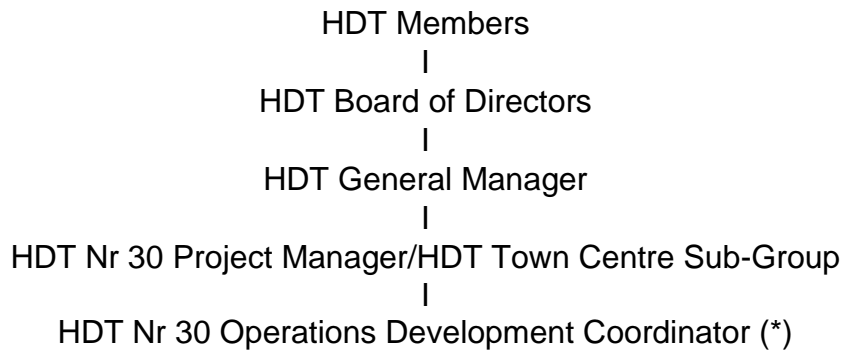 HDT Members
I
HDT Board of Directors
I
HDT General Manager
I
HDT Nr 30 Project Manager/HDT Town Centre Sub-Group
I
HDT Nr 30 Operations Development Coordinator (*)